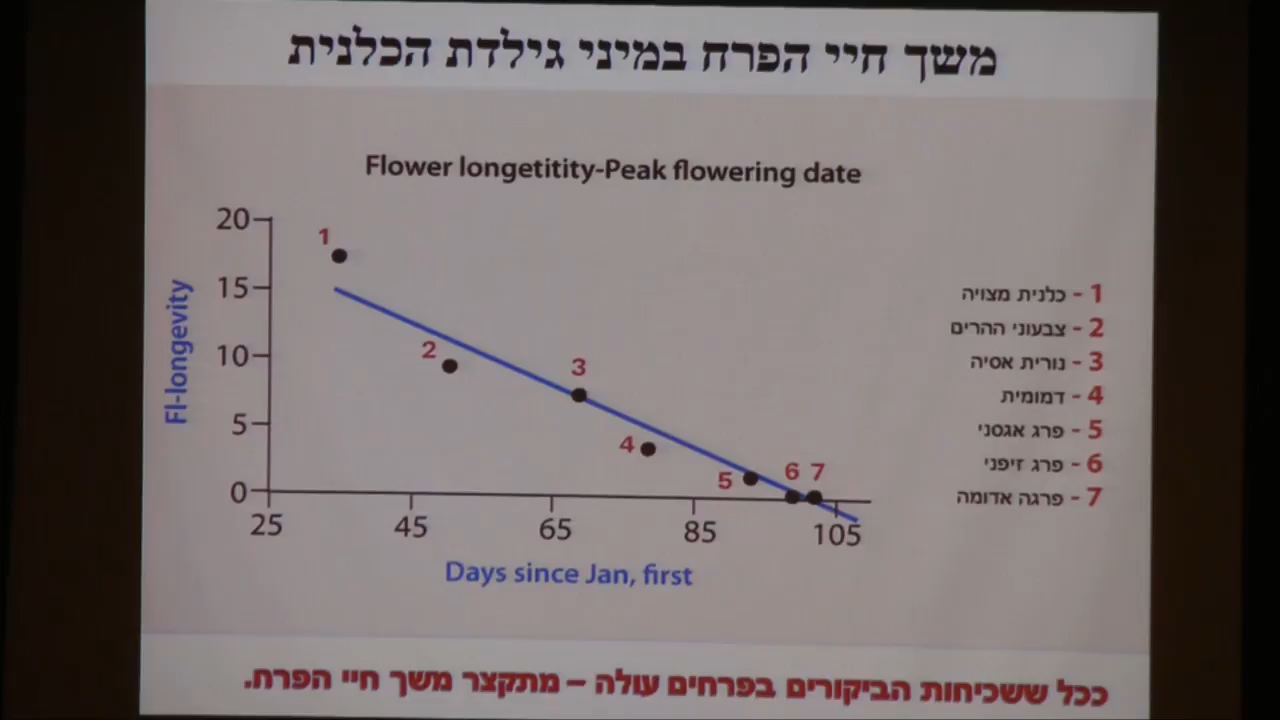 משך חיי הפרח במיני גילדת הכלנית
Flower longetitity-Peak flowering date
Fl-longevity
20
15
10
5
0
25 45 65 85 105
1
2
3
4
5
6 7
Days since Jan, first
1 - כלנית מצויה
2 - צבעוני ההרים
3 - נורית אסיה
4 - דמומית
5 - פרג אגסני
6 - פרג זיפני
7 - פרגה אדומה
ככל ששכיחות הביקורים בפרחים עולה – מתקצר משך חיי הפרח.